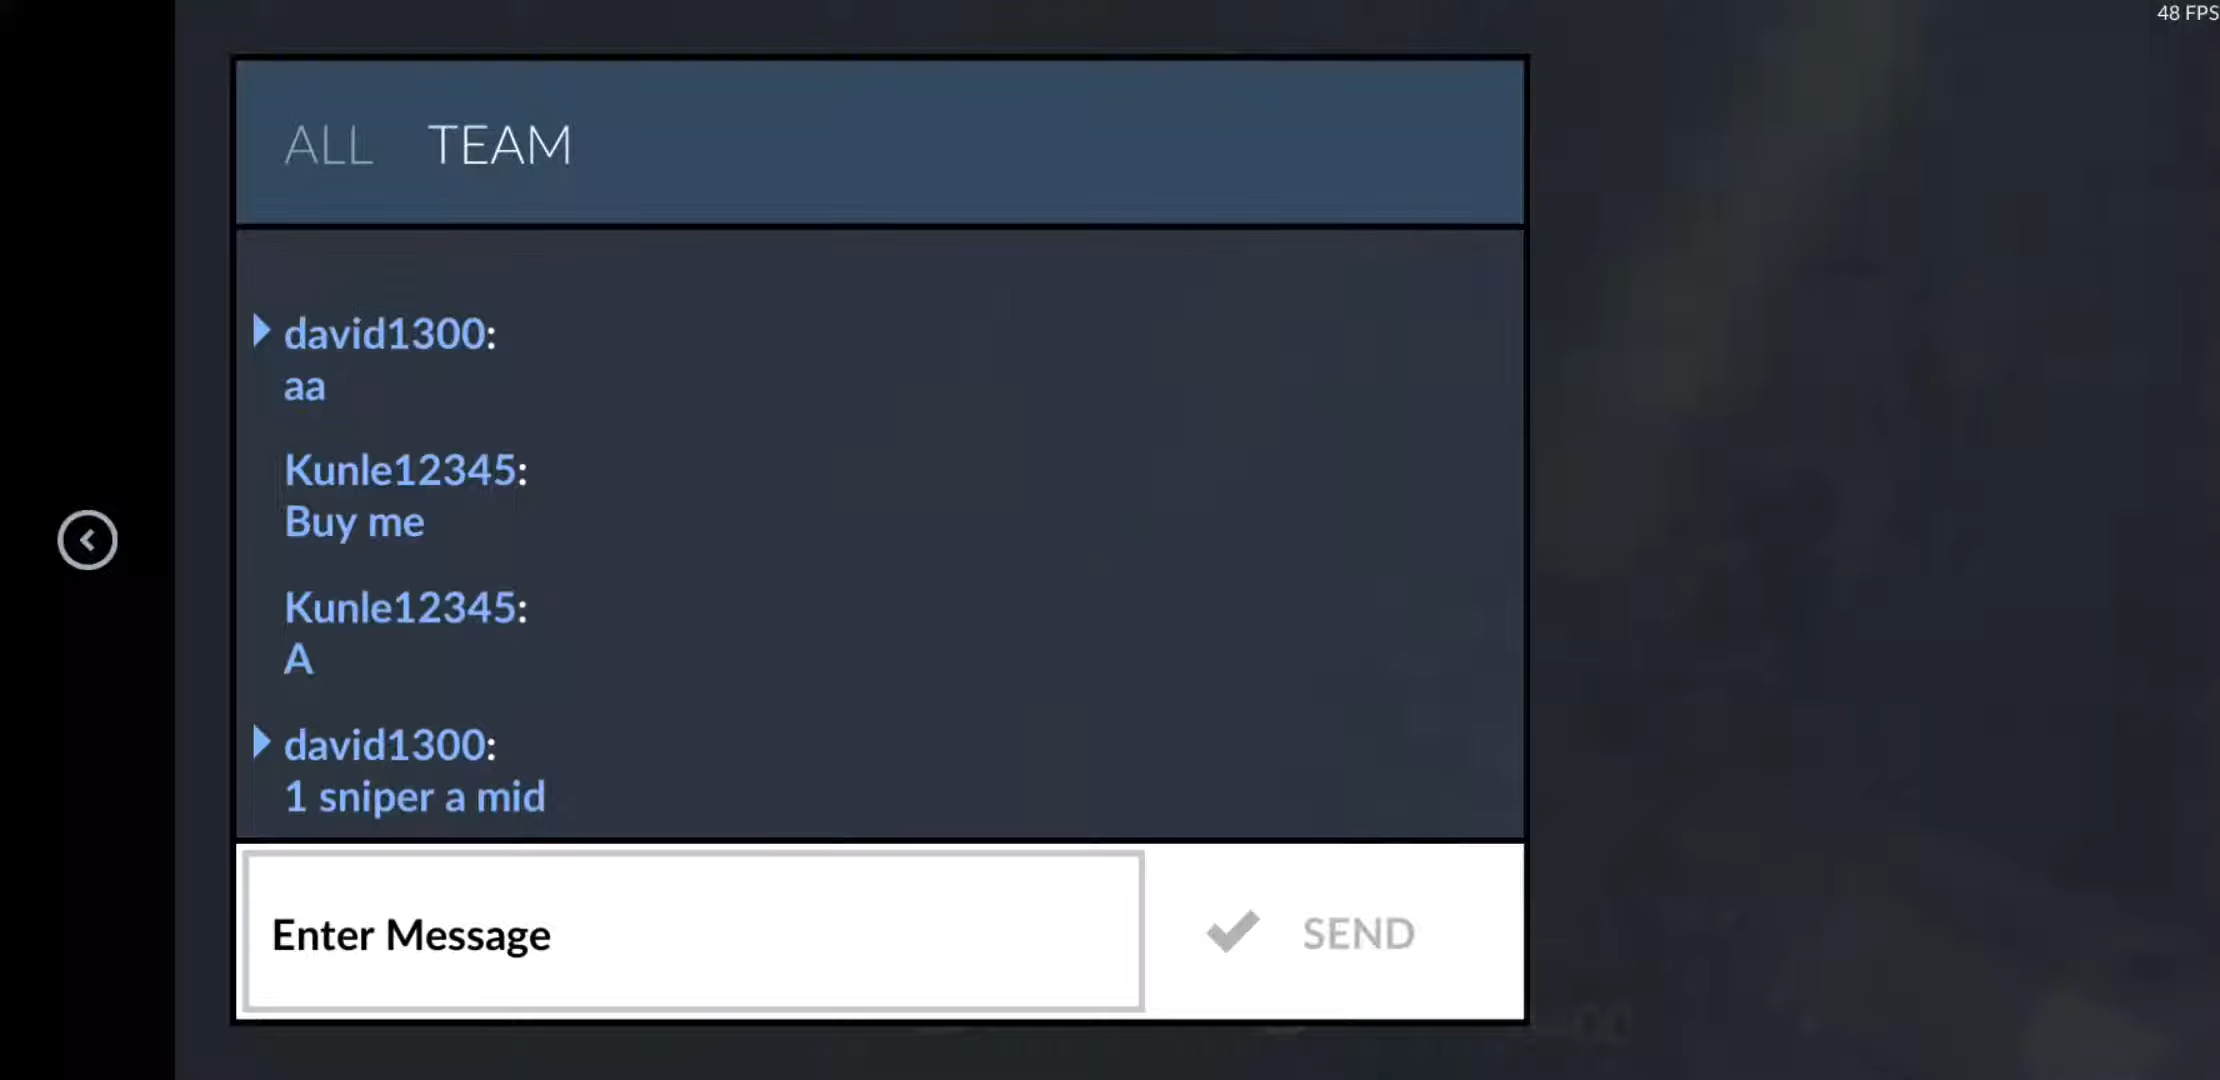 48 FPS
ALL TEAM
david1300:
aa
Kunle12345:
Buy me
Kunle12345:
A
david1300:
1 sniper a mid
Enter Message
SEND